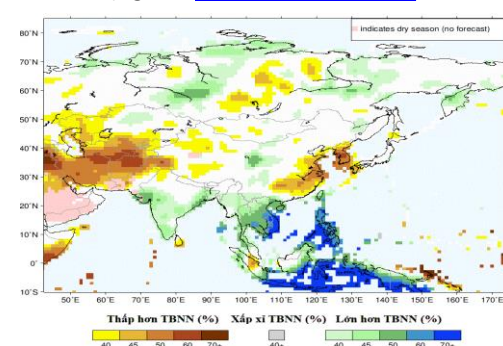 indicates dry season (no forecast)
80°N
70°N
60°N
50°N
40°N
30°N
20°N
10°N
0°
10°S
50°E 60°E 70°E 80°E 90°E 100°E 110°E 120°E 130°E 140°E 150°E 160°E 170°E
Thấp hơn TBNN (%) Xấp xỉ TBNN (%) Lớn hơn TBNN (%)
40 45 50 60 70+ 40+ 40 45 50 60 70+